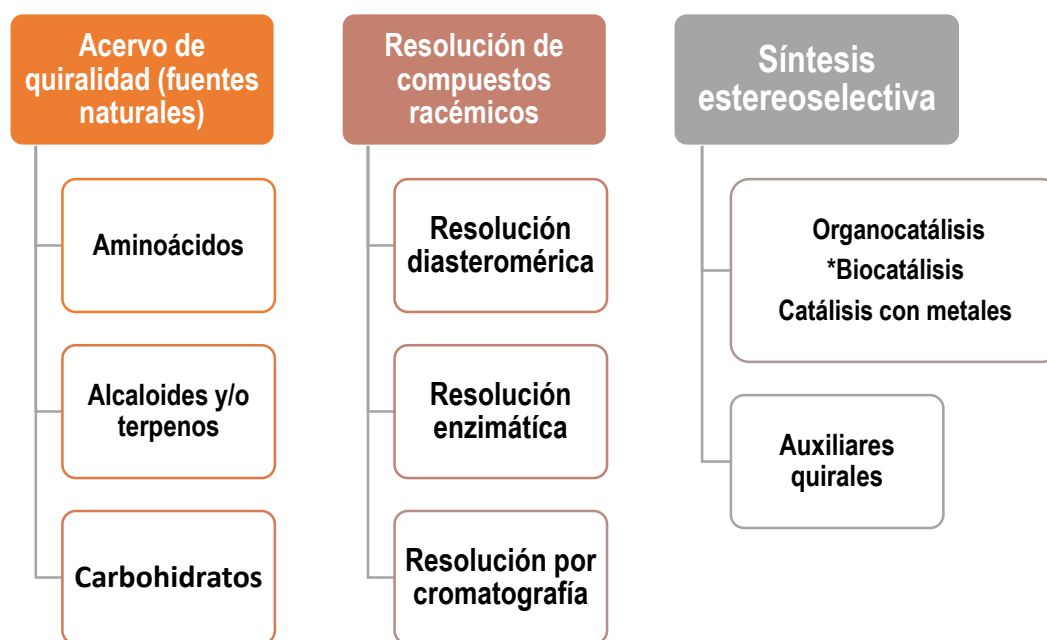 Acervo de
quiralidad (fuentes
naturales)
Aminoácidos
Alcaloides y/o
terpenos
Carbohidratos
Resolución de
compuestos
racémicos
Resolución
diasteromérica
Resolución
enzimátíca
Resolución por
cromatografía
Síntesis
estereoselectiva
Organocatálisis
*Biocatálisis
Catálisis con metales
Auxiliares
quirales